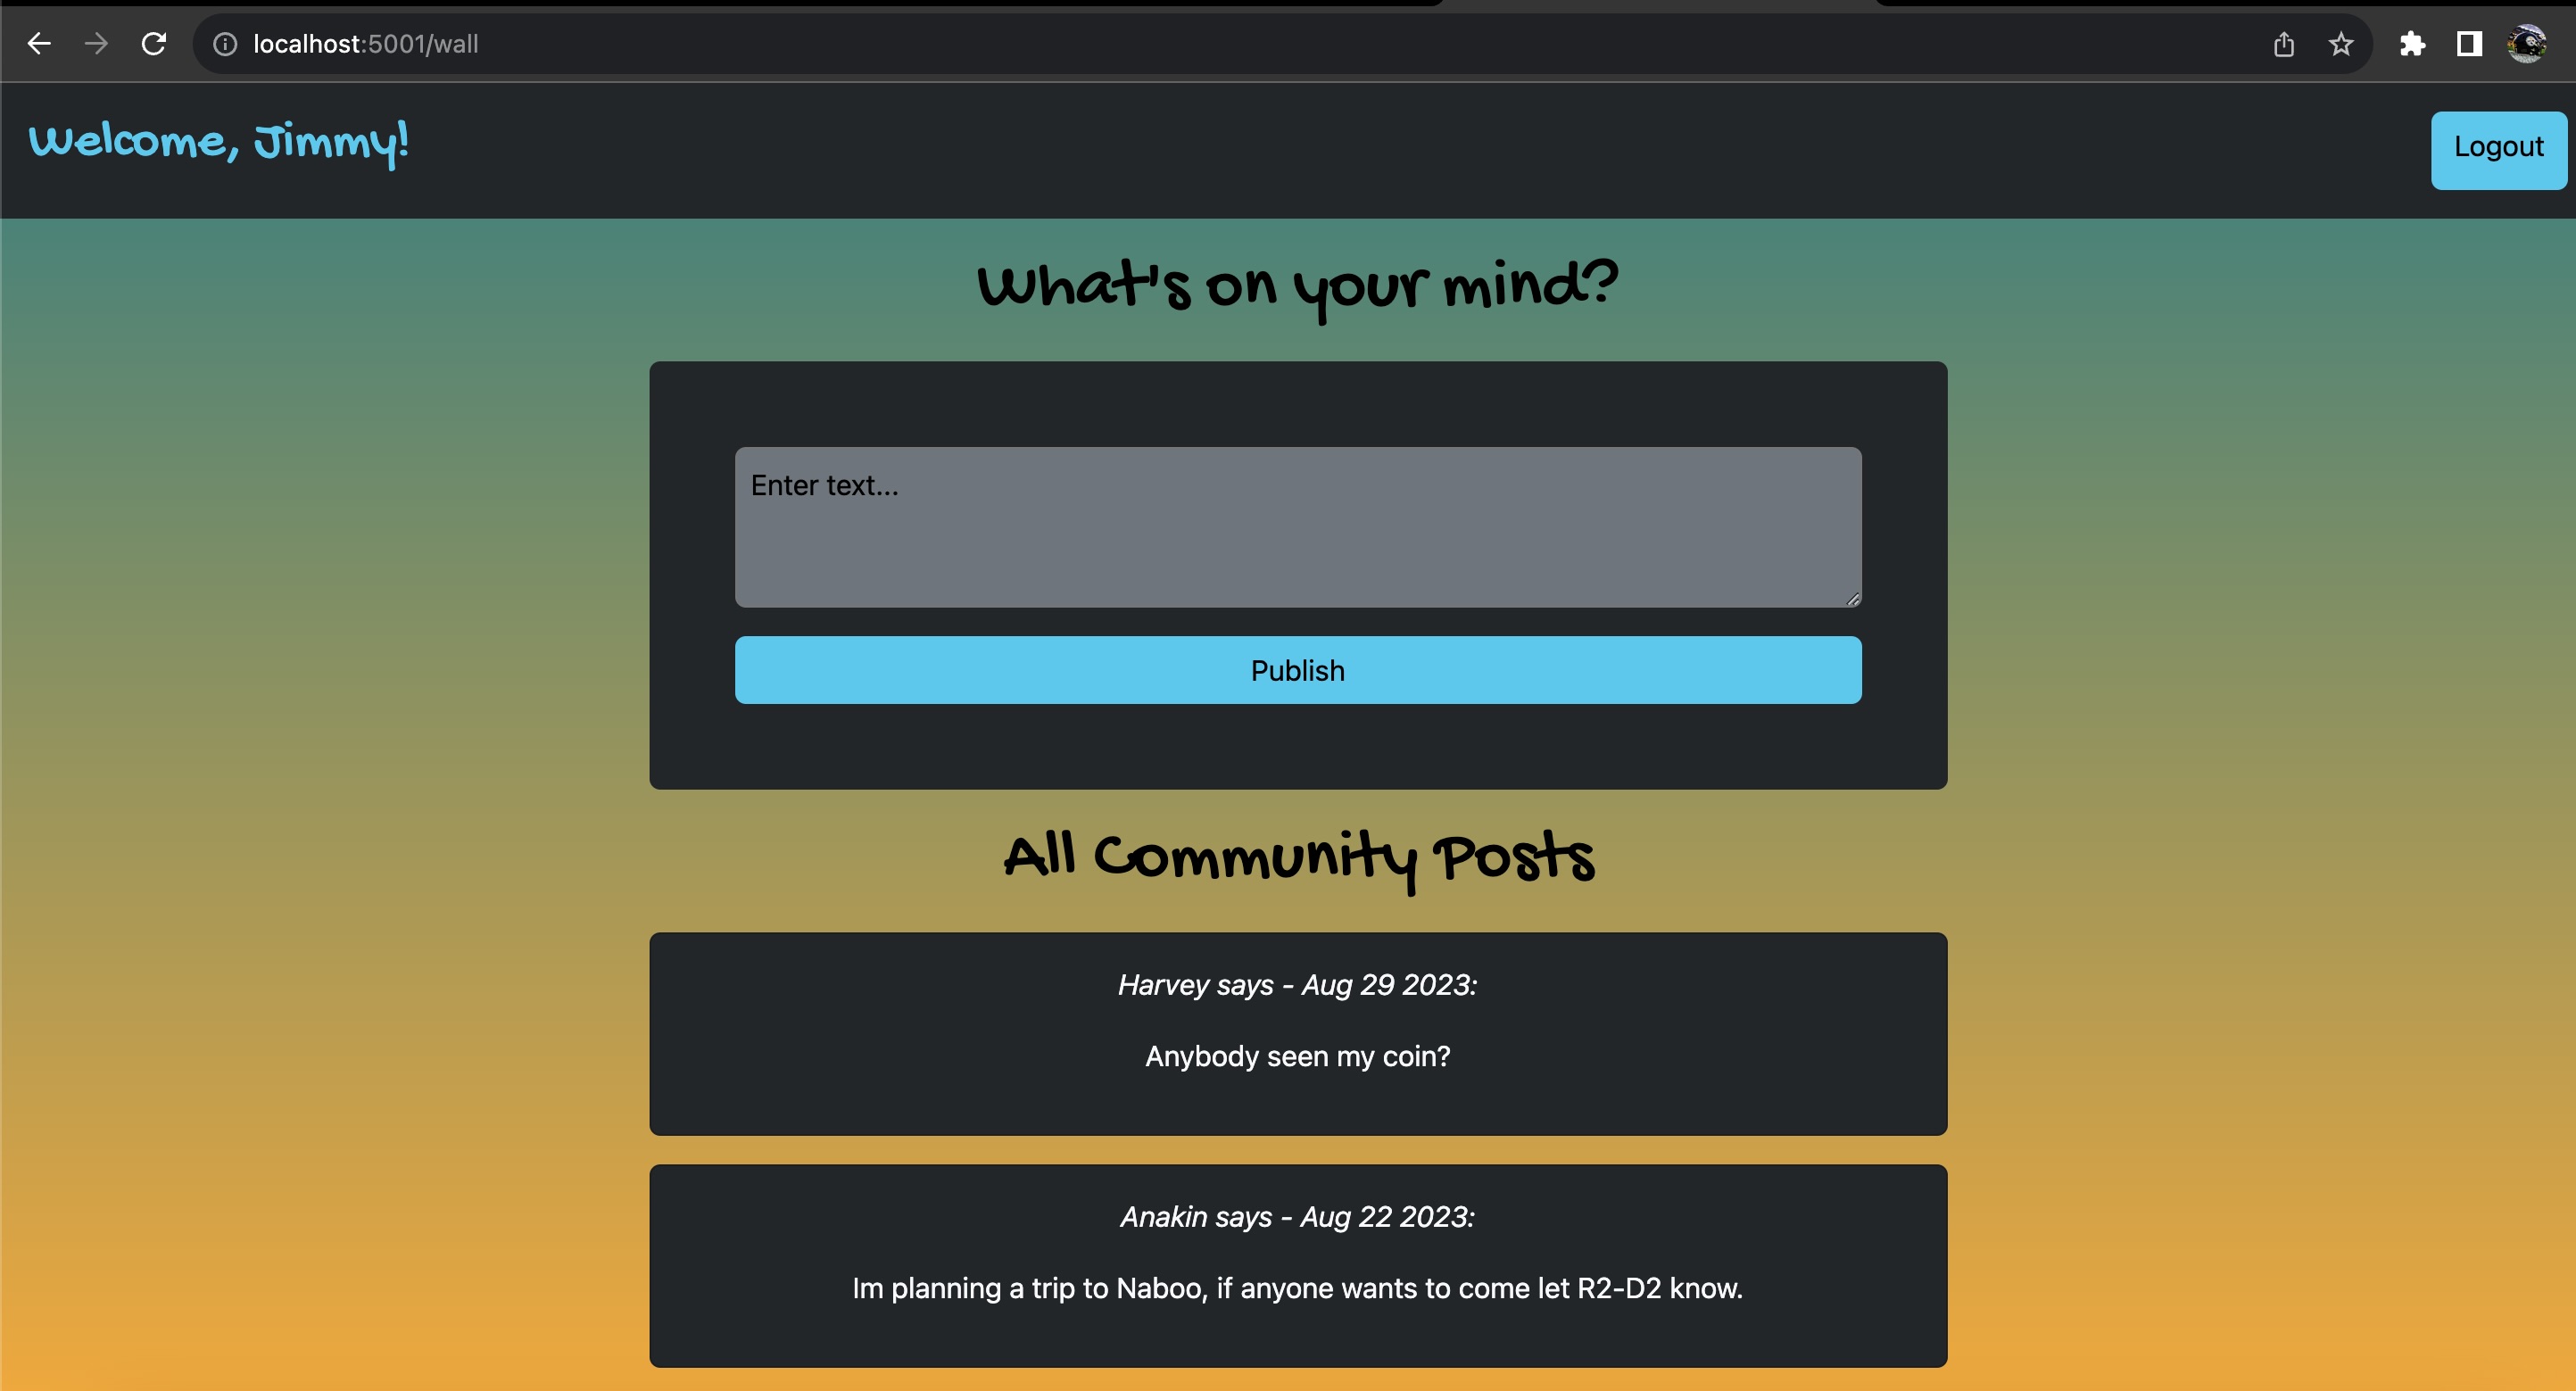 localhost:5001/wall
Welcome, Jimmy!
Logout
What's on your mind?
Enter text...
Publish
All Community Posts
Harvey says - Aug 29 2023:
Anybody seen my coin?
Anakin says - Aug 22 2023:
Im planning a trip to Naboo, if anyone wants to come let R2-D2 know.